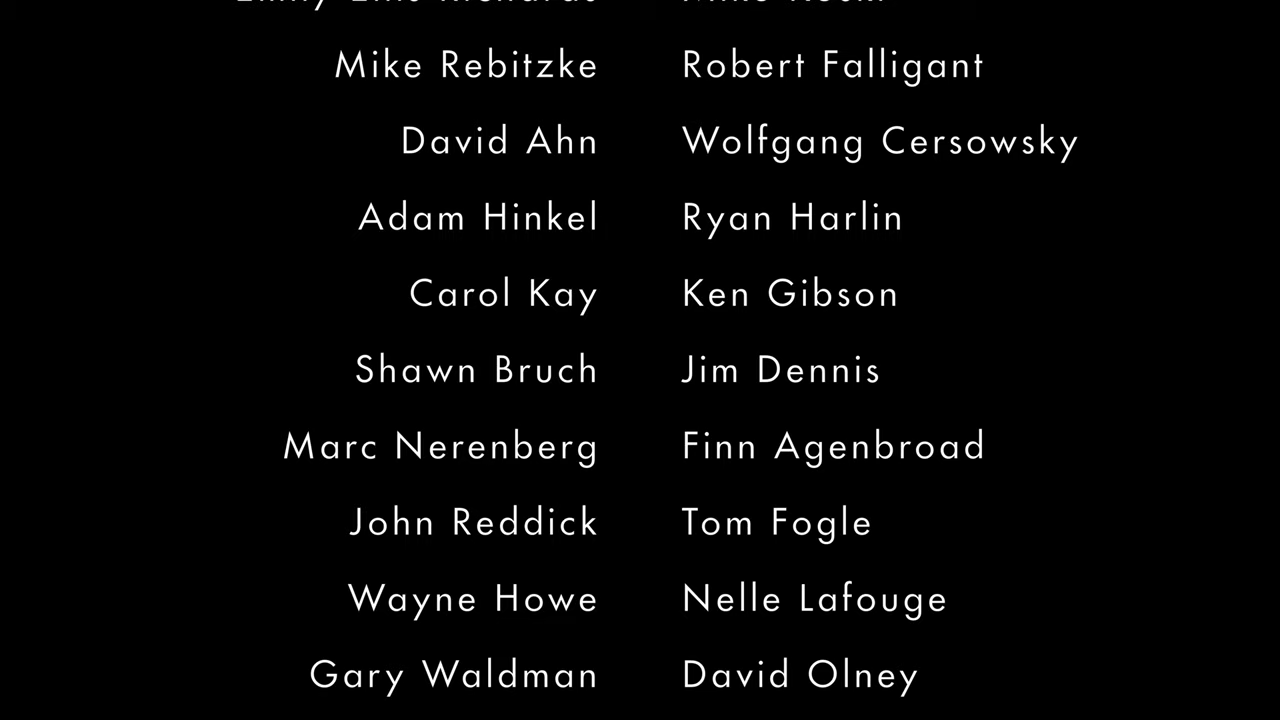 Mike Rebitzke Robert Falligant
David Ahn Wolfgang Cersowsky
Adam Hinkel Ryan Harlin
Carol Kay Ken Gibson
Shawn Bruch Jim Dennis
Marc Nerenberg Finn Agenbroad
John Reddick Tom Fogle
Wayne Howe Nelle Lafouge
Gary Waldman David Olney